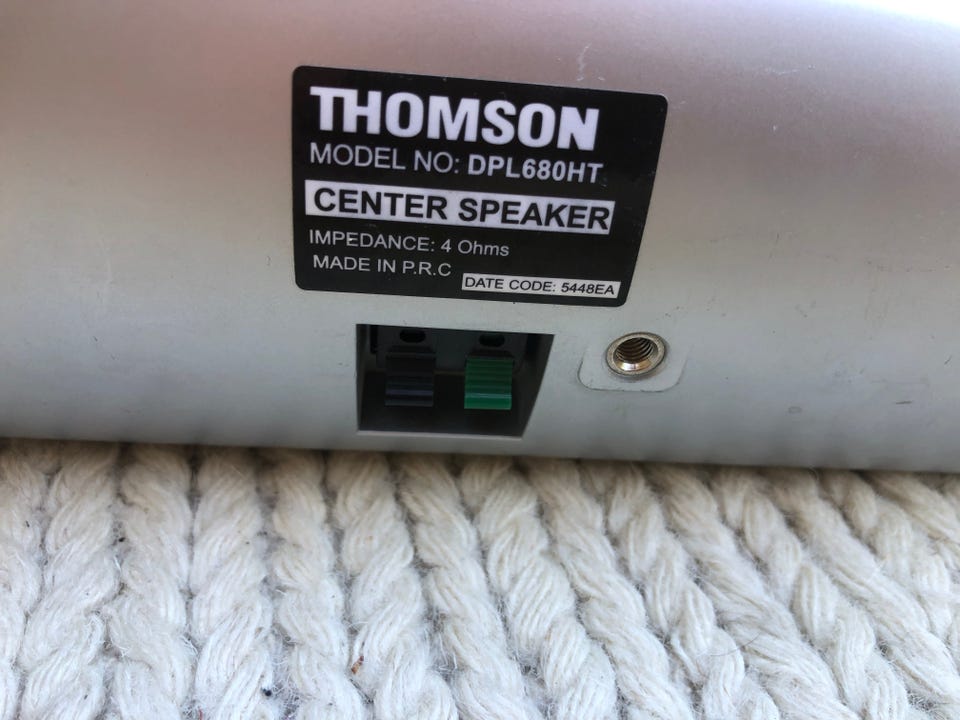 THOMSON
MODEL NO: DPL680HT
CENTER SPEAKER
IMPEDANCE: 4 Ohms
MADE IN P.R.C
DATE CODE: 5448EA